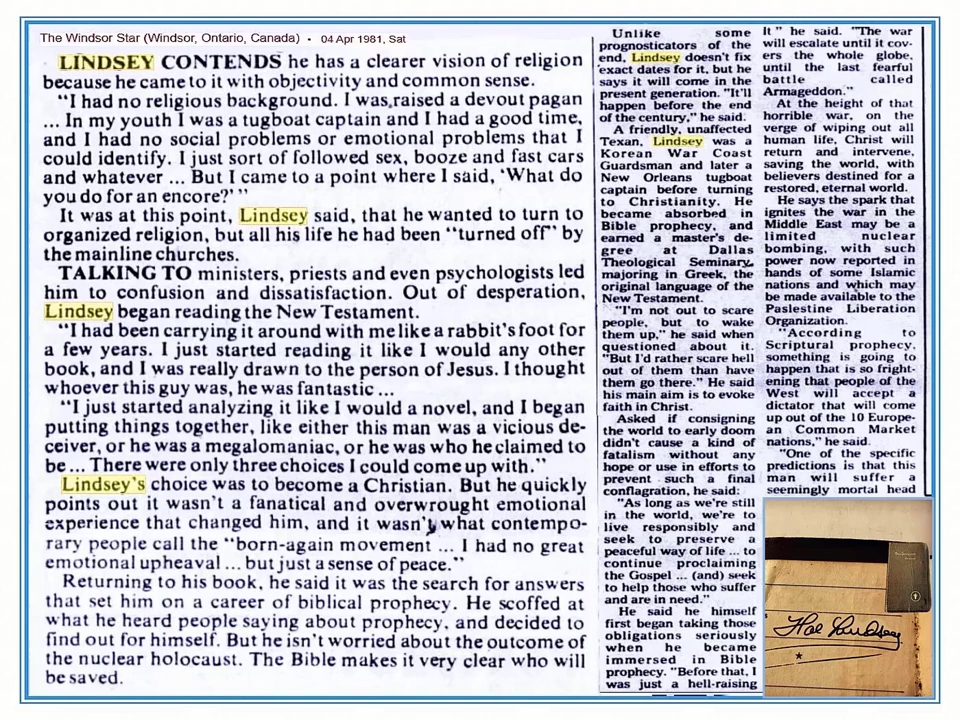 The Windsor Star (Windsor, Ontario, Canada) • 04 Apr 1981, Sat
LINDSEY CONTENDS he has a clearer vision of religion
because he came to it with objectivity and common sense.
"I had no religious background. I was raised a devout pagan
... In my youth I was a tugboat captain and I had a good time,
and I had no social problems or emotional problems that I
could identify. I just sort of followed sex, booze and fast cars
and whatever ... But I came to a point where I said, 'What do
you do for an encore?' "
It was at this point, Lindsey said, that he wanted to turn to
organized religion, but all his life he had been "turned off" by
the mainline churches.
TALKING TO ministers, priests and even psychologists led
him to confusion and dissatisfaction. Out of desperation,
Lindsey began reading the New Testament.
"I had been carrying it around with me like a rabbit's foot for
a few years. I just started reading it like I would any other
book, and I was really drawn to the person of Jesus. I thought
whoever this guy was, he was fantastic ...
"I just started analyzing it like I would a novel, and I began
putting things together, like either this man was a vicious de-
ceiver, or he was a megalomaniac, or he was who he claimed to
be ... There were only three choices I could come up with."
Lindsey's choice was to become a Christian. But he quickly
points out it wasn't a fanatical and overwrought emotional
experience that changed him, and it wasn't what contempo-
rary people call the "born-again movement ... I had no great
emotional upheaval ... but just a sense of peace."
Returning to his book, he said it was the search for answers
that set him on a career of biblical prophecy. He scoffed at
what he heard people saying about prophecy, and decided to
find out for himself. But he isn't worried about the outcome of
the nuclear holocaust. The Bible makes it very clear who will
be saved.
Unlike some
prognosticators of the
end, Lindsey doesn't fix
exact dates for it, but he
says it will come in the
present generation. "It'll
happen before the end
of the century," he said.
A friendly, unaffected
Texan, Lindsey was a
Korean War Coast
Guardsman and later a
New Orleans tugboat
captain before turning
to Christianity. He
became absorbed in
Bible prophecy, and
earned a master's de-
gree at Dallas
Theological Seminary,
majoring in Greek, the
original language of the
New Testament.
"I'm not out to scare
people, but to wake
them up," he said when
questioned about it.
"But I'd rather scare hell
out of them than have
them go there." He said
his main aim is to evoke
faith in Christ.
Asked if consigning
the world to early doom
didn't cause a kind of
fatalism without any
hope or use in efforts to
prevent such a final
conflagration, he said:
"As long as we're still
in the world, we're to
live responsibly and
seek to preserve a
peaceful way of life ... to
continue proclaiming
the Gospel ... (and) seek
to help those who suffer
and are in need."
He said he himself
first began taking those
obligations seriously
when he became
immersed in Bible
prophecy. "Before that, I
was just a hell-raising
It" he said. "The war
will escalate until it cov-
ers the whole globe,
until the last fearful
battle called
Armageddon."
At the height of that
horrible war, on the
verge of wiping out all
human life, Christ will
return and intervene,
saving the world, with
believers destined for a
restored, eternal world.
He says the spark that
ignites the war in the
Middle East may be a
limited nuclear
bombing, with such
power now reported in
hands of some Islamic
nations and which may
be made available to the
Paslestine Liberation
Organization.
"According to
Scriptural prophecy,
something is going to
happen that is so fright-
ening that people of the
West will accept a
dictator that will come
up out of the 10 Europe-
an Common Market
nations," he said.
"One of the specific
predictions is that this
man will suffer a
seemingly mortal head
Hal Lindsey